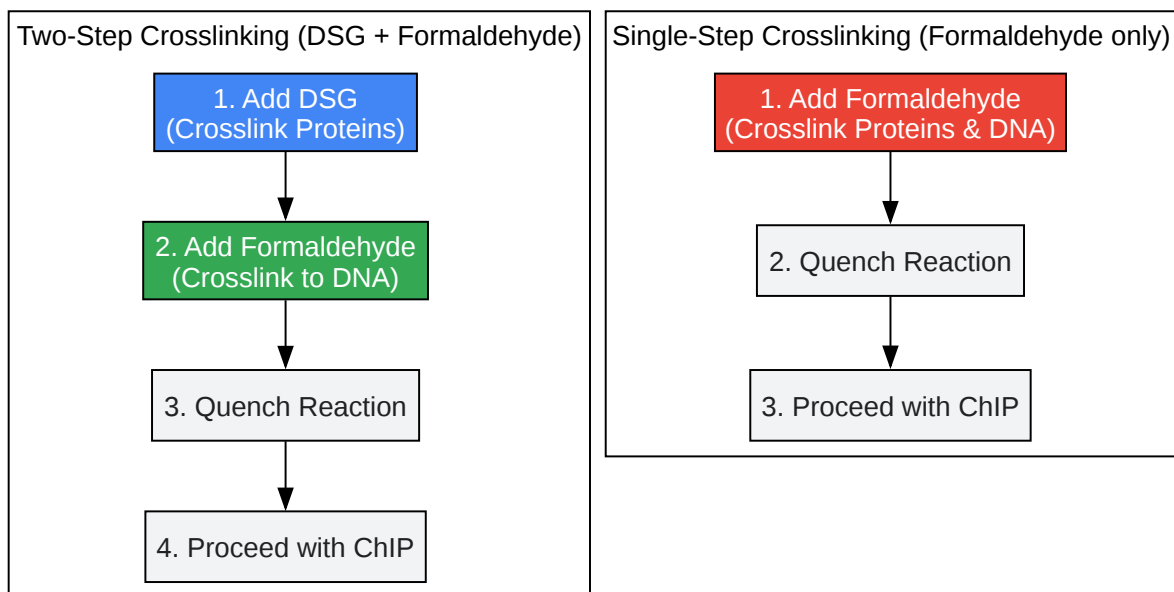 Two-Step Crosslinking (DSG + Formaldehyde)
1. Add DSG
(Crosslink Proteins)
2. Add Formaldehyde
(Crosslink to DNA)
3. Quench Reaction
4. Proceed with ChIP
Single-Step Crosslinking (Formaldehyde only)
1. Add Formaldehyde
(Crosslink Proteins & DNA)
2. Quench Reaction
3. Proceed with ChIP